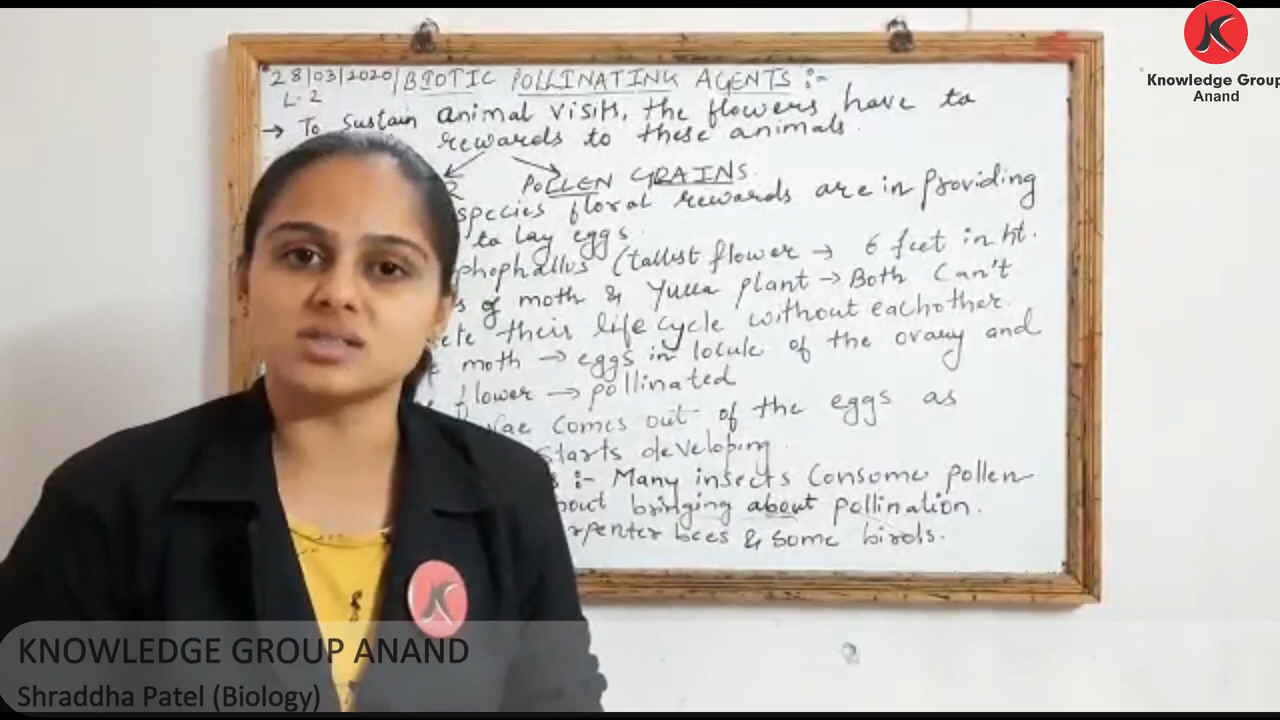 28/03/2020/BIOTIC POLLINATING AGENTS :-
L.2
→ To sustain animal visits, the flowers have to
rewards to these animals.
POLLEN GRAINS.
species floral rewards are in providing
to lay eggs.
phophallus (tallest flower → 6 feet in ht.
of moth & Yucca plant → Both Can't
their life cycle without eachother.
moth → eggs in locule of the ovary and
flower → pollinated
comes out of the eggs as
starts developing.
:- Many insects Consome pollen
bringing about pollination.
rpenter bees & some birds.
Knowledge Group
Anand
KNOWLEDGE GROUP ANAND
Shraddha Patel (Biology)